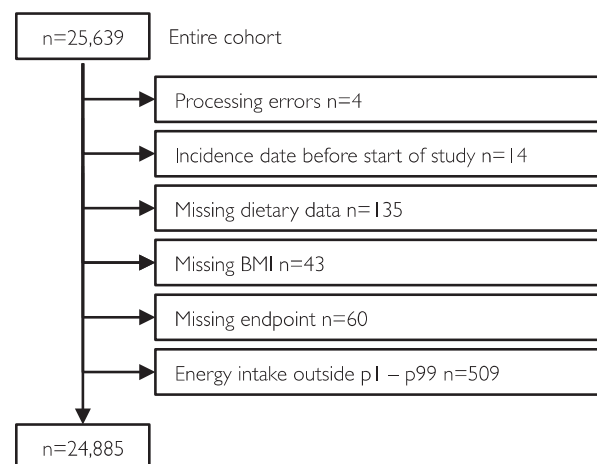 n=25,639 Entire cohort
Processing errors n=4
Incidence date before start of study n=14
Missing dietary data n=135
Missing BMI n=43
Missing endpoint n=60
Energy intake outside p1 – p99 n=509
n=24,885